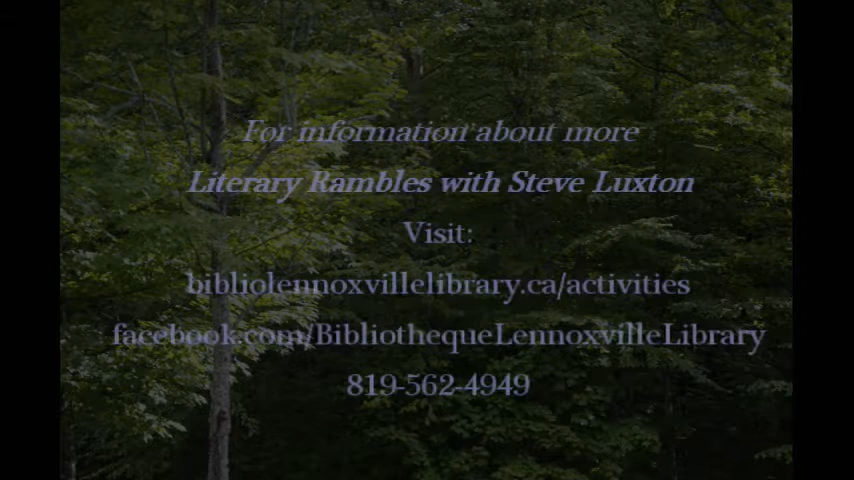 For information about more
Literary Rambles with Steve Luxton
Visit:
bibliolennoxvillelibrary.ca/activities
facebook.com/BibliothequeLennoxvilleLibrary
819-562-4949